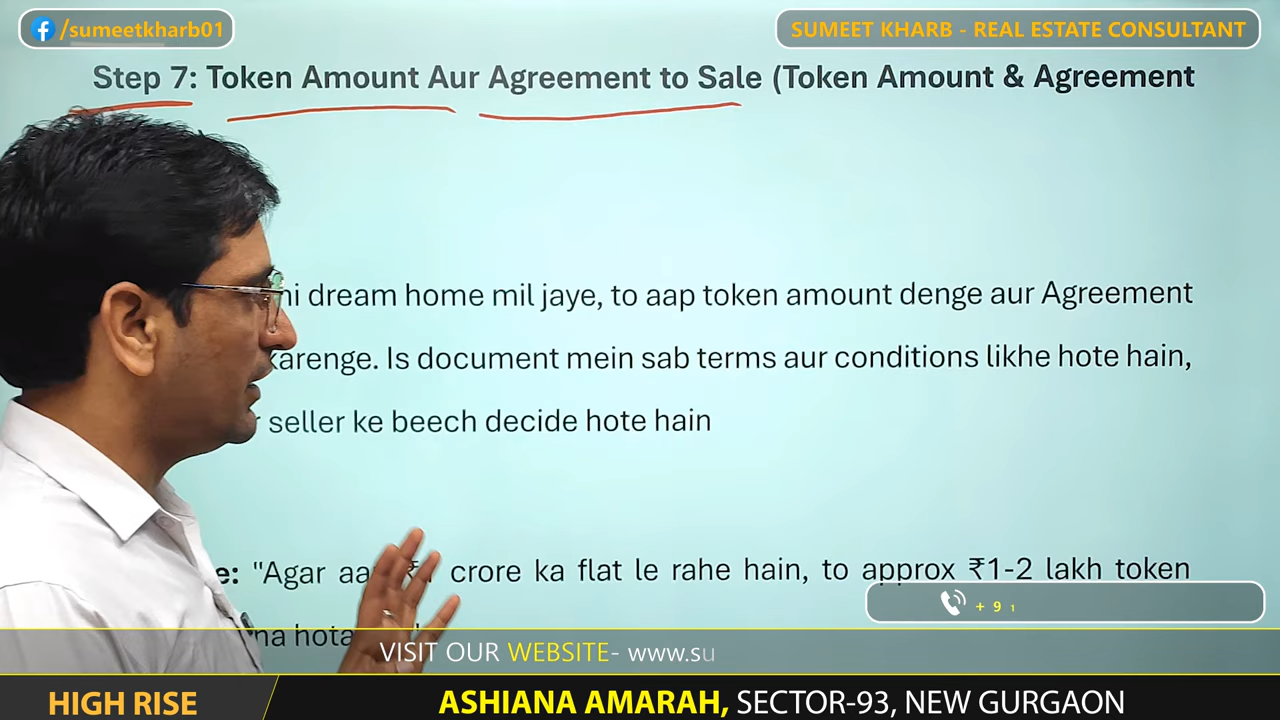 /sumeetkharb01
SUMEET KHARB - REAL ESTATE CONSULTANT
Step 7: Token Amount Aur Agreement to Sale (Token Amount & Agreement
dream home mil jaye, to aap token amount denge aur Agreement
karenge. Is document mein sab terms aur conditions likhe hote hain,
seller ke beech decide hote hain
"Agar crore ka flat le rahe hain, to approx ₹1-2 lakh token
+ 9 1
VISIT OUR WEBSITE- www.su
HIGH RISE
ASHIANA AMARAH, SECTOR-93, NEW GURGAON